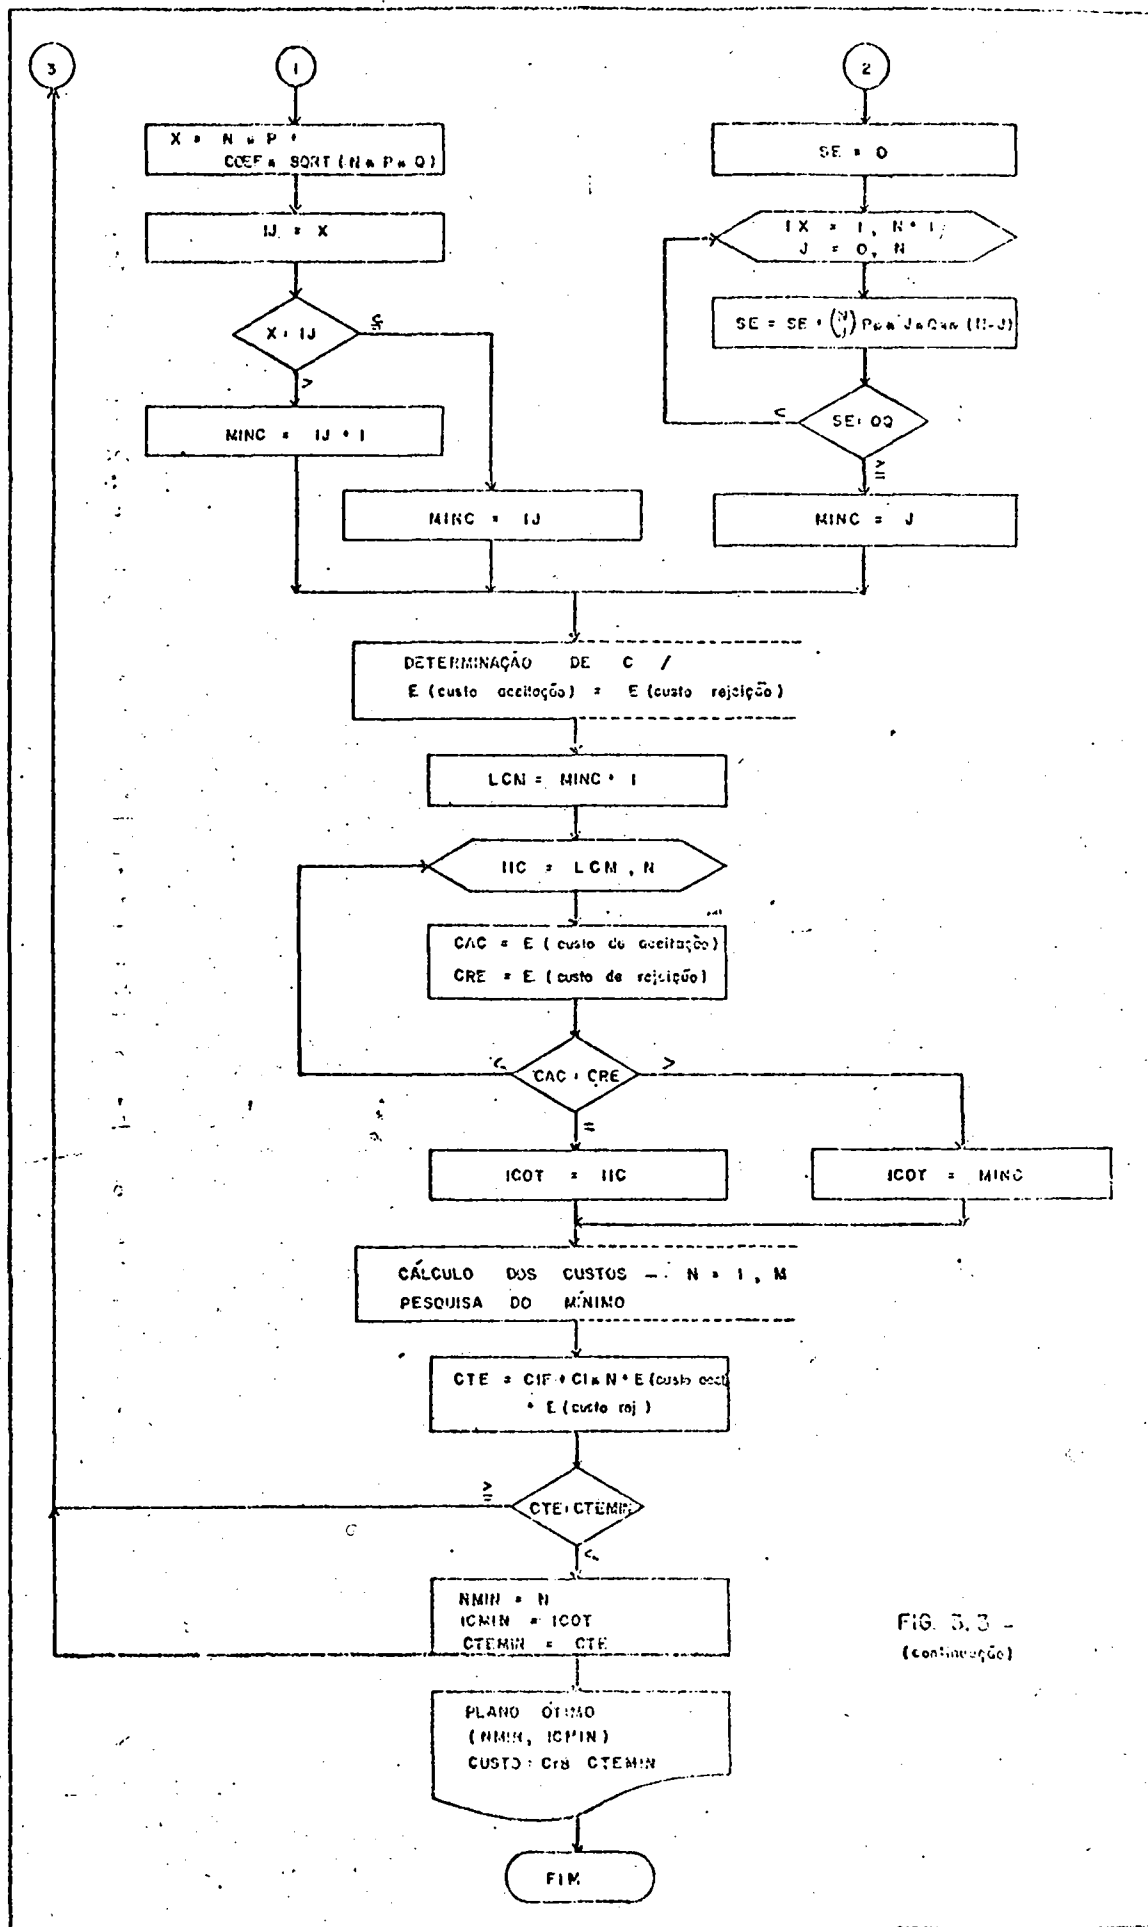 3
1
2
X = N * P +
COEF * SQRT (N * P * Q)
IJ = X
X : IJ
≤
>
MINC = IJ + 1
MINC = IJ
SE = 0
IX = 1, N + 1
J = 0, N
SE = SE + (N J) P ** J * Q ** (N-J)
SE : QQ
<
≥
MINC = J
DETERMINAÇÃO DE C /
E (custo aceitação) = E (custo rejeição)
LCM = MINC + 1
IIC = LCM, N
CAC = E (custo de aceitação)
CRE = E (custo de rejeição)
CAC : CRE
<
>
=
ICOT = IIC
ICOT = MINC
CÁLCULO DOS CUSTOS - N = 1, M
PESQUISA DO MÍNIMO
CTE = CIF + CI * N + E (custo aceit
+ E (custo rej)
CTE : CTEMIN
≥
<
NMIN = N
ICMIN = ICOT
CTEMIN = CTE
FIG. 3.3 -
(continuação)
PLANO ÓTIMO
(NMIN, ICMIN)
CUSTO : Cr$ CTEMIN
FIM